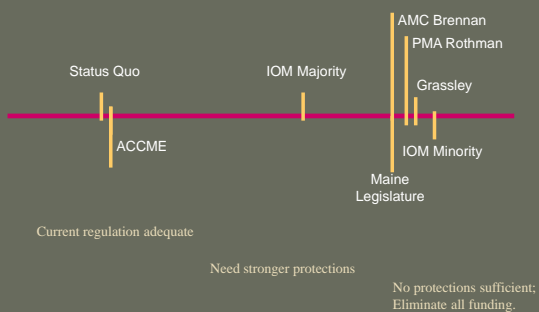 AMC Brennan
PMA Rothman
Status Quo
IOM Majority
Grassley
ACCME
IOM Minority
Maine
Legislature
Current regulation adequate
Need stronger protections
No protections sufficient;
Eliminate all funding.